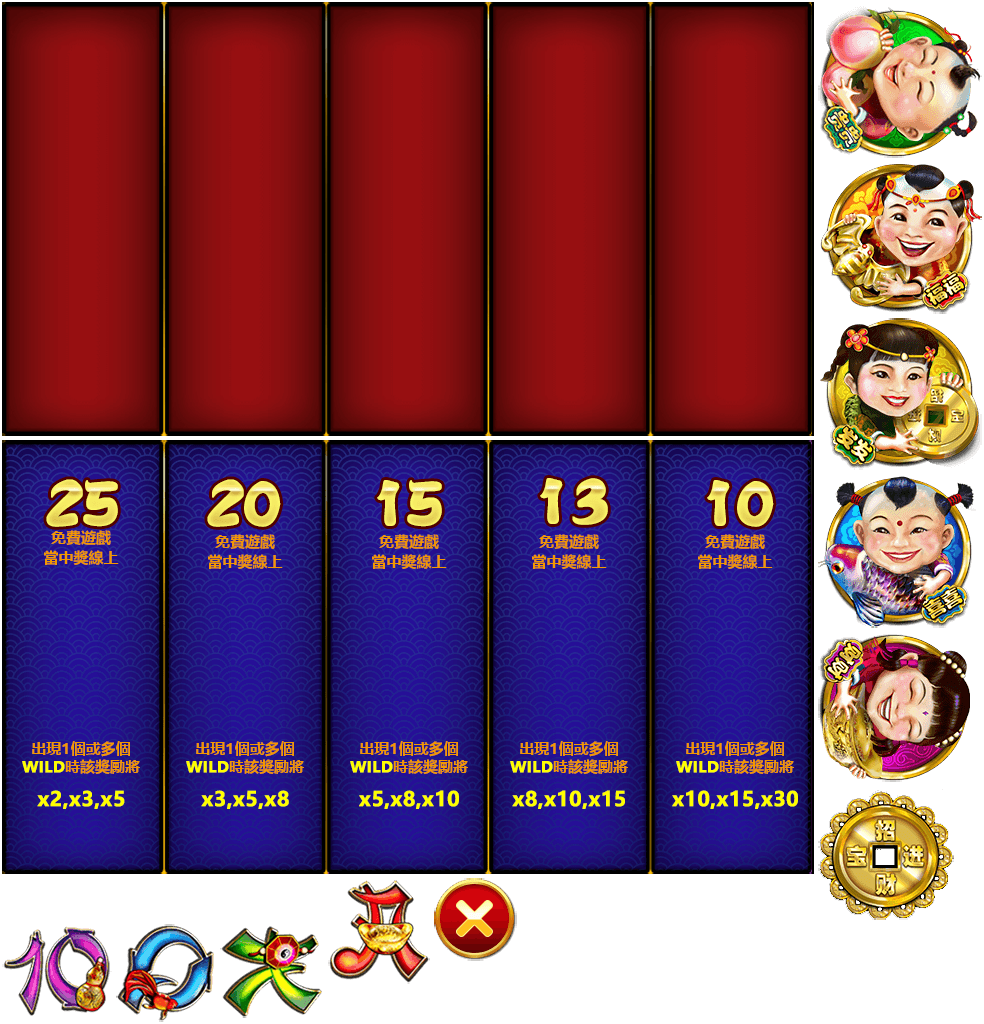 25
免費遊戲
當中獎線上
出現1個或多個
WILD時該獎勵將
x2,x3,x5
20
免費遊戲
當中獎線上
出現1個或多個
WILD時該獎勵將
x3,x5,x8
15
免費遊戲
當中獎線上
出現1個或多個
WILD時該獎勵將
x5,x8,x10
13
免費遊戲
當中獎線上
出現1個或多個
WILD時該獎勵將
x8,x10,x15
10
免費遊戲
當中獎線上
出現1個或多個
WILD時該獎勵將
x10,x15,x30
福福
发发
喜喜
招
宝 进
财
10
Q
K
A